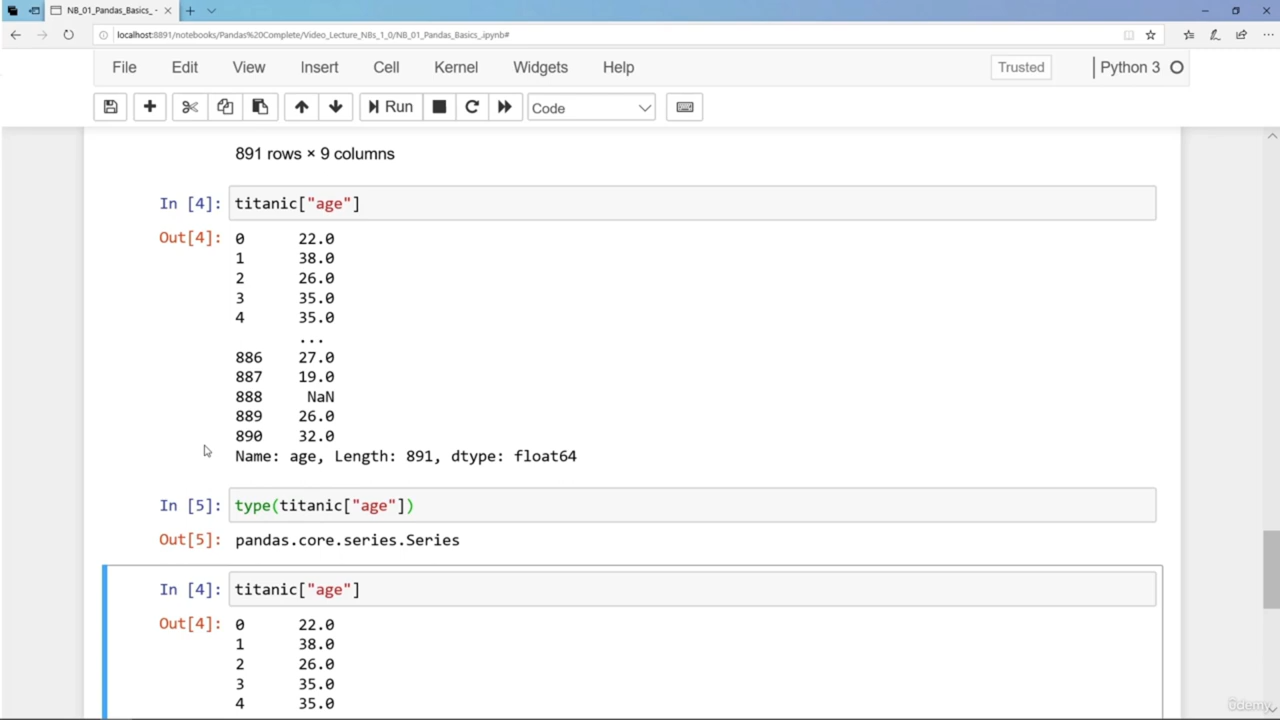 NB_01_Pandas_Basics_ -
localhost:8891/notebooks/Pandas%20Complete/Video_Lecture_NBs_1_0/NB_01_Pandas_Basics_.ipynb#
File Edit View Insert Cell Kernel Widgets Help Trusted Python 3
Run Code
891 rows × 9 columns
In [4]: titanic["age"]
Out[4]: 0 22.0
1 38.0
2 26.0
3 35.0
4 35.0
...
886 27.0
887 19.0
888 NaN
889 26.0
890 32.0
Name: age, Length: 891, dtype: float64
In [5]: type(titanic["age"])
Out[5]: pandas.core.series.Series
In [4]: titanic["age"]
Out[4]: 0 22.0
1 38.0
2 26.0
3 35.0
4 35.0
ûdemy